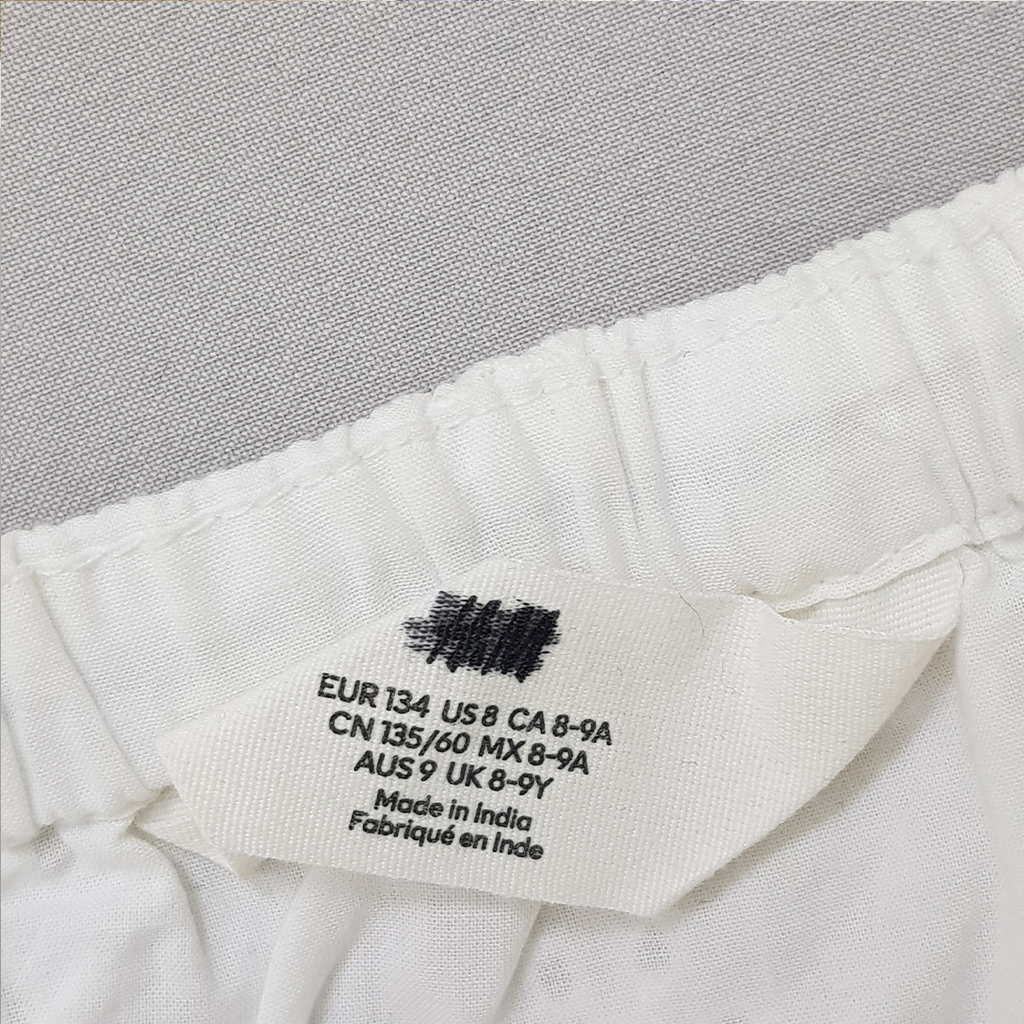 EUR 134 US 8 CA 8-9A
CN 135/60 MX 8-9A
AUS 9 UK 8-9Y
Made in India
Fabriqué en Inde